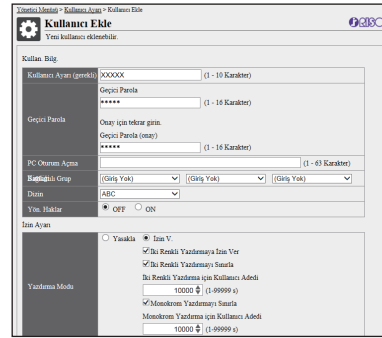 Yönetici Menüsü > Kullanıcı Ayarı > Kullanıcı Ekle
Kullanıcı Ekle
Yeni kullanıcı eklenebilir.
Kullan. Bilg.
Kullanıcı Ayarı (gerekli) XXXXX (1 - 10 Karakter)
Geçici Parola
Geçici Parola
***** (1 - 16 Karakter)
Onay için tekrar girin.
Geçici Parola (onay)
***** (1 - 16 Karakter)
PC Oturum Açma (1 - 63 Karakter)
Grup (Giriş Yok) (Giriş Yok) (Giriş Yok)
Dizin ABC
Yön. Haklar OFF ON
İzin Ayarı
Yazdırma Modu
Yasakla İzin V.
İki Renkli Yazdırmaya İzin Ver
İki Renkli Yazdırmayı Sınırla
İki Renkli Yazdırma için Kullanıcı Adedi
10000 (1-99999 s)
Monokrom Yazdırmayı Sınırla
Monokrom Yazdırma için Kullanıcı Adedi
10000 (1-99999 s)